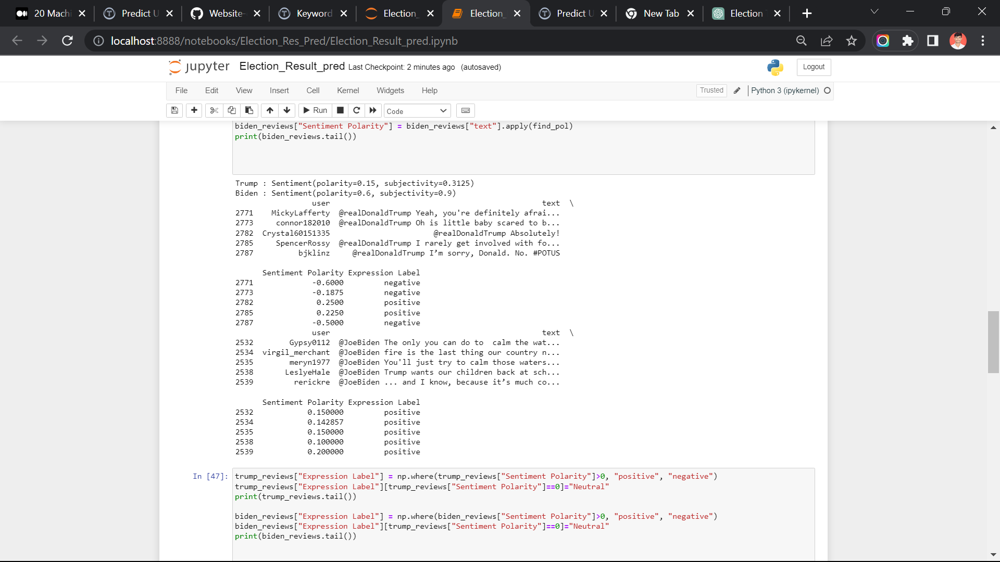 20 Machi
Predict U
Website-
Keyword
Election_
Election_
Predict U
New Tab
Election T
localhost:8888/notebooks/Election_Res_Pred/Election_Result_pred.ipynb
jupyter Election_Result_pred Last Checkpoint: 2 minutes ago (autosaved)
Logout
File Edit View Insert Cell Kernel Widgets Help
Trusted Python 3 (ipykernel)
Run Code
biden_reviews["Sentiment Polarity"] = biden_reviews["text"].apply(find_pol)
print(biden_reviews.tail())
Trump : Sentiment(polarity=0.15, subjectivity=0.3125)
Biden : Sentiment(polarity=0.6, subjectivity=0.9)
user text \
2771 MickyLafferty @realDonaldTrump Yeah, you're definitely afrai...
2773 connor182010 @realDonaldTrump Oh is little baby scared to b...
2782 Crystal60151335 @realDonaldTrump Absolutely!
2785 SpencerRossy @realDonaldTrump I rarely get involved with fo...
2787 bjklinz @realDonaldTrump I’m sorry, Donald. No. #POTUS
Sentiment Polarity Expression Label
2771 -0.6000 negative
2773 -0.1875 negative
2782 0.2500 positive
2785 0.2250 positive
2787 -0.5000 negative
user text \
2532 Gypsy0112 @JoeBiden The only you can do to  calm the wat...
2534 virgil_merchant @JoeBiden fire is the last thing our country n...
2535 meryn1977 @JoeBiden You'll just try to calm those waters...
2538 LeslyeHale @JoeBiden Trump wants our children back at sch...
2539 rerickre @JoeBiden ... and I know, because it’s much co...
Sentiment Polarity Expression Label
2532 0.150000 positive
2534 0.142857 positive
2535 0.150000 positive
2538 0.100000 positive
2539 0.200000 positive
In [47]: trump_reviews["Expression Label"] = np.where(trump_reviews["Sentiment Polarity"]>0, "positive", "negative")
trump_reviews["Expression Label"][trump_reviews["Sentiment Polarity"]==0]="Neutral"
print(trump_reviews.tail())
biden_reviews["Expression Label"] = np.where(biden_reviews["Sentiment Polarity"]>0, "positive", "negative")
biden_reviews["Expression Label"][trump_reviews["Sentiment Polarity"]==0]="Neutral"
print(biden_reviews.tail())